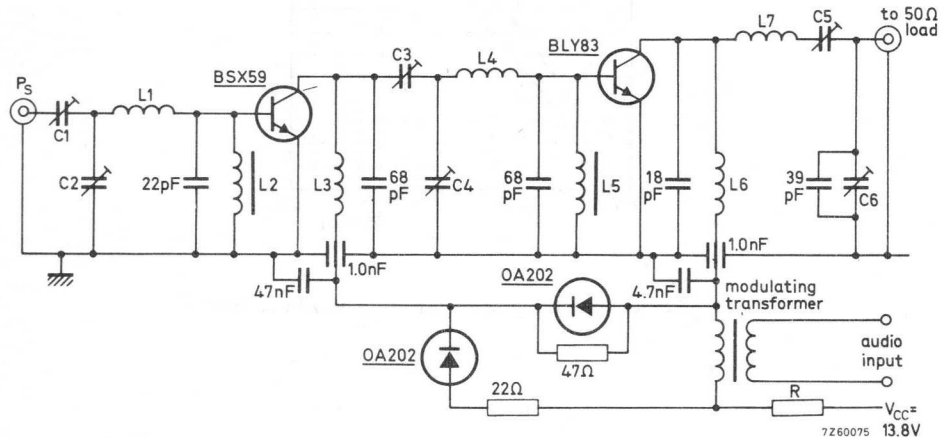 to 50Ω
load
C5
L7
BLY83
C3
L4
BSX59
PS
L1
C1
C2
22pF
L2
L3
68
pF
C4
68
pF
L5
18
pF
L6
39
pF
C6
1.0nF
1.0nF
47nF
OA202
4.7nF
modulating
transformer
OA202
47Ω
audio
input
22Ω
R
VCC=
13.8V
7Z60075